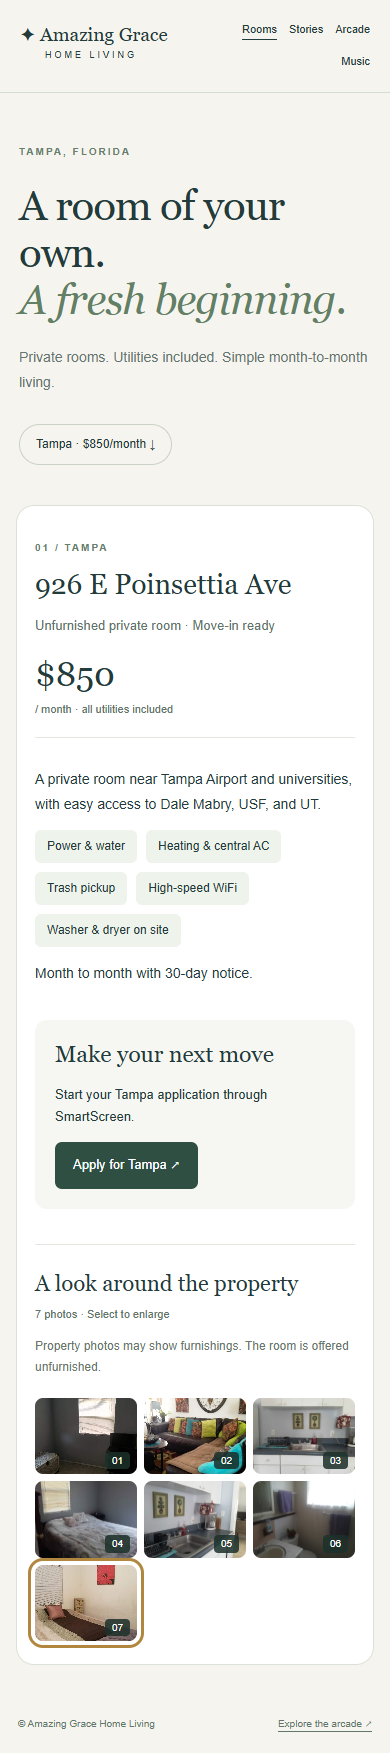 ✦ Amazing Grace
HOME LIVING
Rooms Stories Arcade
Music
TAMPA, FLORIDA
A room of your
own.
A fresh beginning.
Private rooms. Utilities included. Simple month-to-month
living.
Tampa · $850/month ↓
01 / TAMPA
926 E Poinsettia Ave
Unfurnished private room · Move-in ready
$850
/ month · all utilities included
A private room near Tampa Airport and universities,
with easy access to Dale Mabry, USF, and UT.
Power & water
Heating & central AC
Trash pickup
High-speed WiFi
Washer & dryer on site
Month to month with 30-day notice.
Make your next move
Start your Tampa application through
SmartScreen.
Apply for Tampa ↗
A look around the property
7 photos · Select to enlarge
Property photos may show furnishings. The room is offered
unfurnished.
01
02
03
04
05
06
07
© Amazing Grace Home Living
Explore the arcade ↗